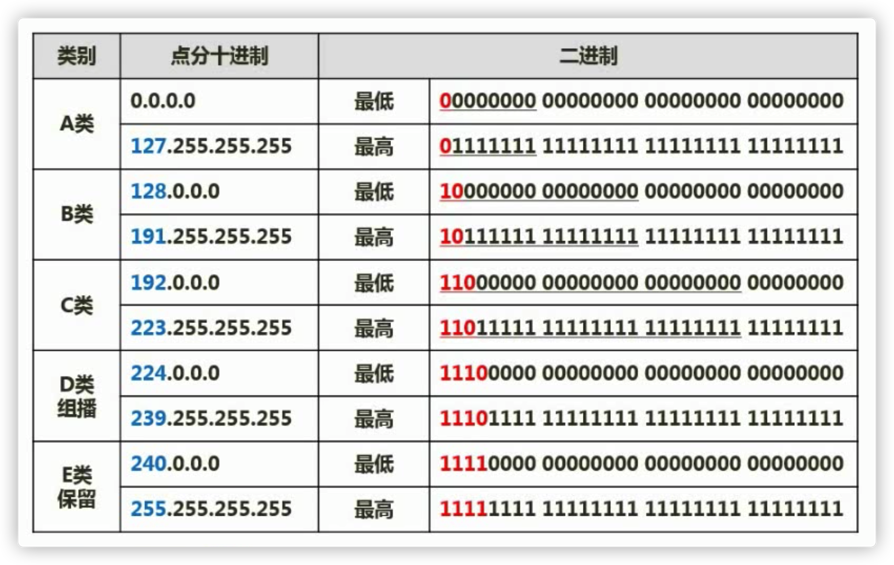 类别 点分十进制 二进制
A类
0.0.0.0 最低 00000000 00000000 00000000 00000000
127.255.255.255 最高 01111111 11111111 11111111 11111111
B类
128.0.0.0 最低 10000000 00000000 00000000 00000000
191.255.255.255 最高 10111111 11111111 11111111 11111111
C类
192.0.0.0 最低 11000000 00000000 00000000 00000000
223.255.255.255 最高 11011111 11111111 11111111 11111111
D类
组播
224.0.0.0 最低 11100000 00000000 00000000 00000000
239.255.255.255 最高 11101111 11111111 11111111 11111111
E类
保留
240.0.0.0 最低 11110000 00000000 00000000 00000000
255.255.255.255 最高 11111111 11111111 11111111 11111111